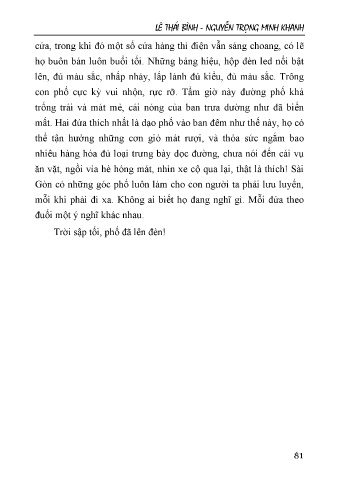 LÊ THÁI BÌNH - NGUYỄN TRỌNG MINH KHANH
cửa, trong khi đó một số cửa hàng thì điện vẫn sáng choang, có lẽ
họ buôn bán luôn buổi tối. Những bảng hiệu, hộp đèn led nổi bật
lên, đủ màu sắc, nhấp nháy, lấp lánh đủ kiểu, đủ màu sắc. Trông
con phố cực kỳ vui nhộn, rực rỡ. Tầm giờ này đường phố khá
trống trải và mát mẻ, cái nóng của ban trưa dường như đã biến
mất. Hai đứa thích nhất là dạo phố vào ban đêm như thế này, họ có
thể tận hưởng những cơn gió mát rượi, và thỏa sức ngắm bao
nhiêu hàng hóa đủ loại trưng bày dọc đường, chưa nói đến cái vụ
ăn vặt, ngồi vỉa hè hóng mát, nhìn xe cộ qua lại, thật là thích! Sài
Gòn có những góc phố luôn làm cho con người ta phải lưu luyến,
mỗi khi phải đi xa. Không ai biết họ đang nghĩ gì. Mỗi đứa theo
đuổi một ý nghĩ khác nhau.
Trời sập tối, phố đã lên đèn!
81